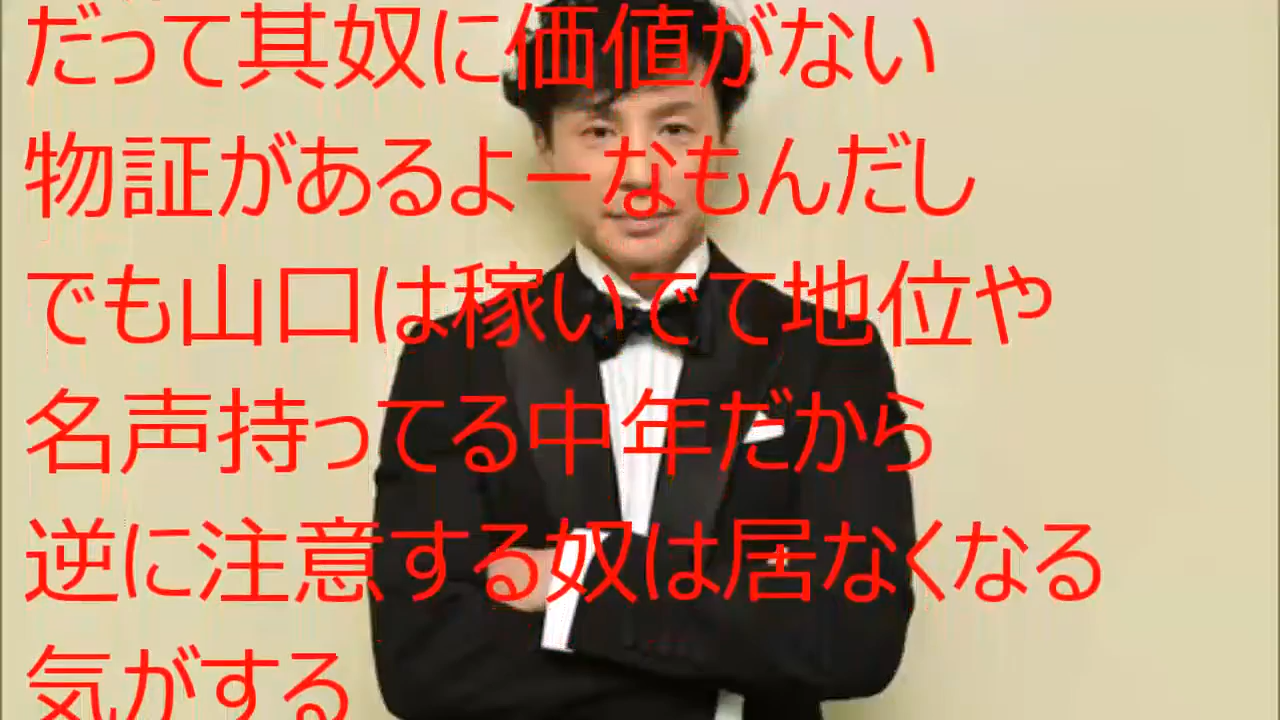 だって其奴に価値がない
物証があるよーなもんだし
でも山口は稼いでて地位や
名声持ってる中年だから
逆に注意する奴は居なくなる
気がする